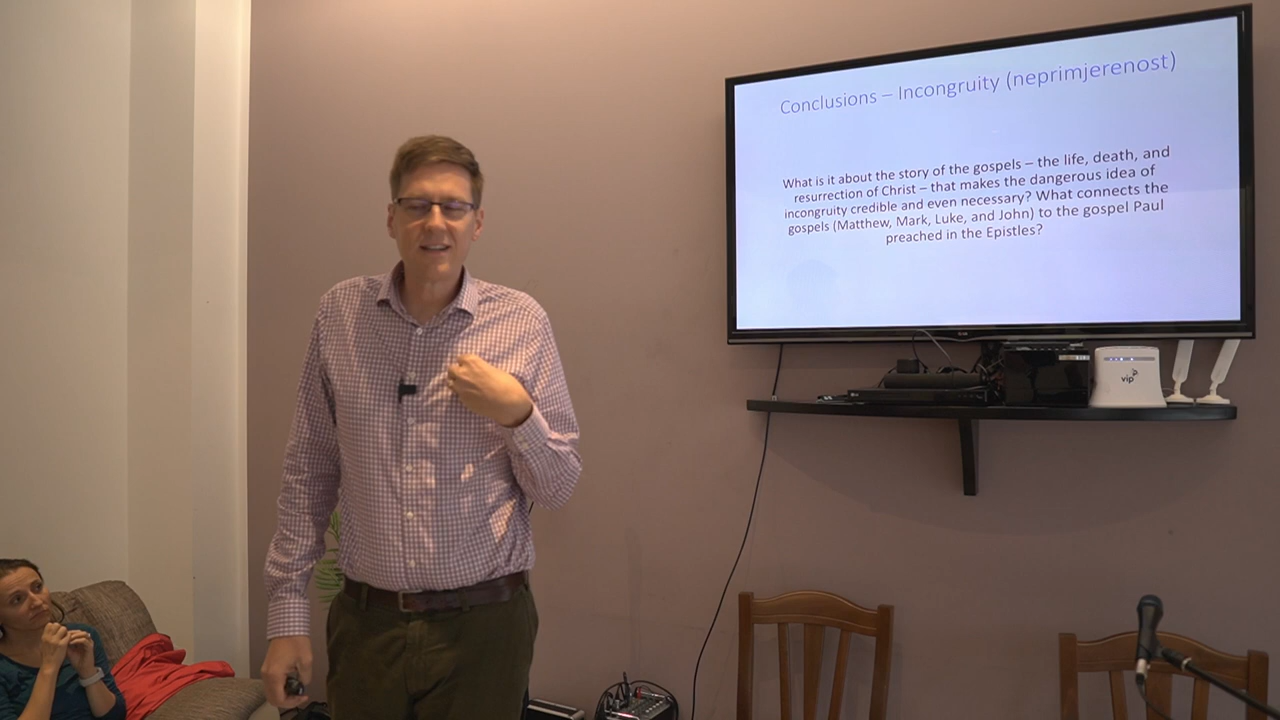 Conclusions – Incongruity (neprimjerenost)
What is it about the story of the gospels – the life, death, and
resurrection of Christ – that makes the dangerous idea of
incongruity credible and even necessary? What connects the
gospels (Matthew, Mark, Luke, and John) to the gospel Paul
preached in the Epistles?
vip